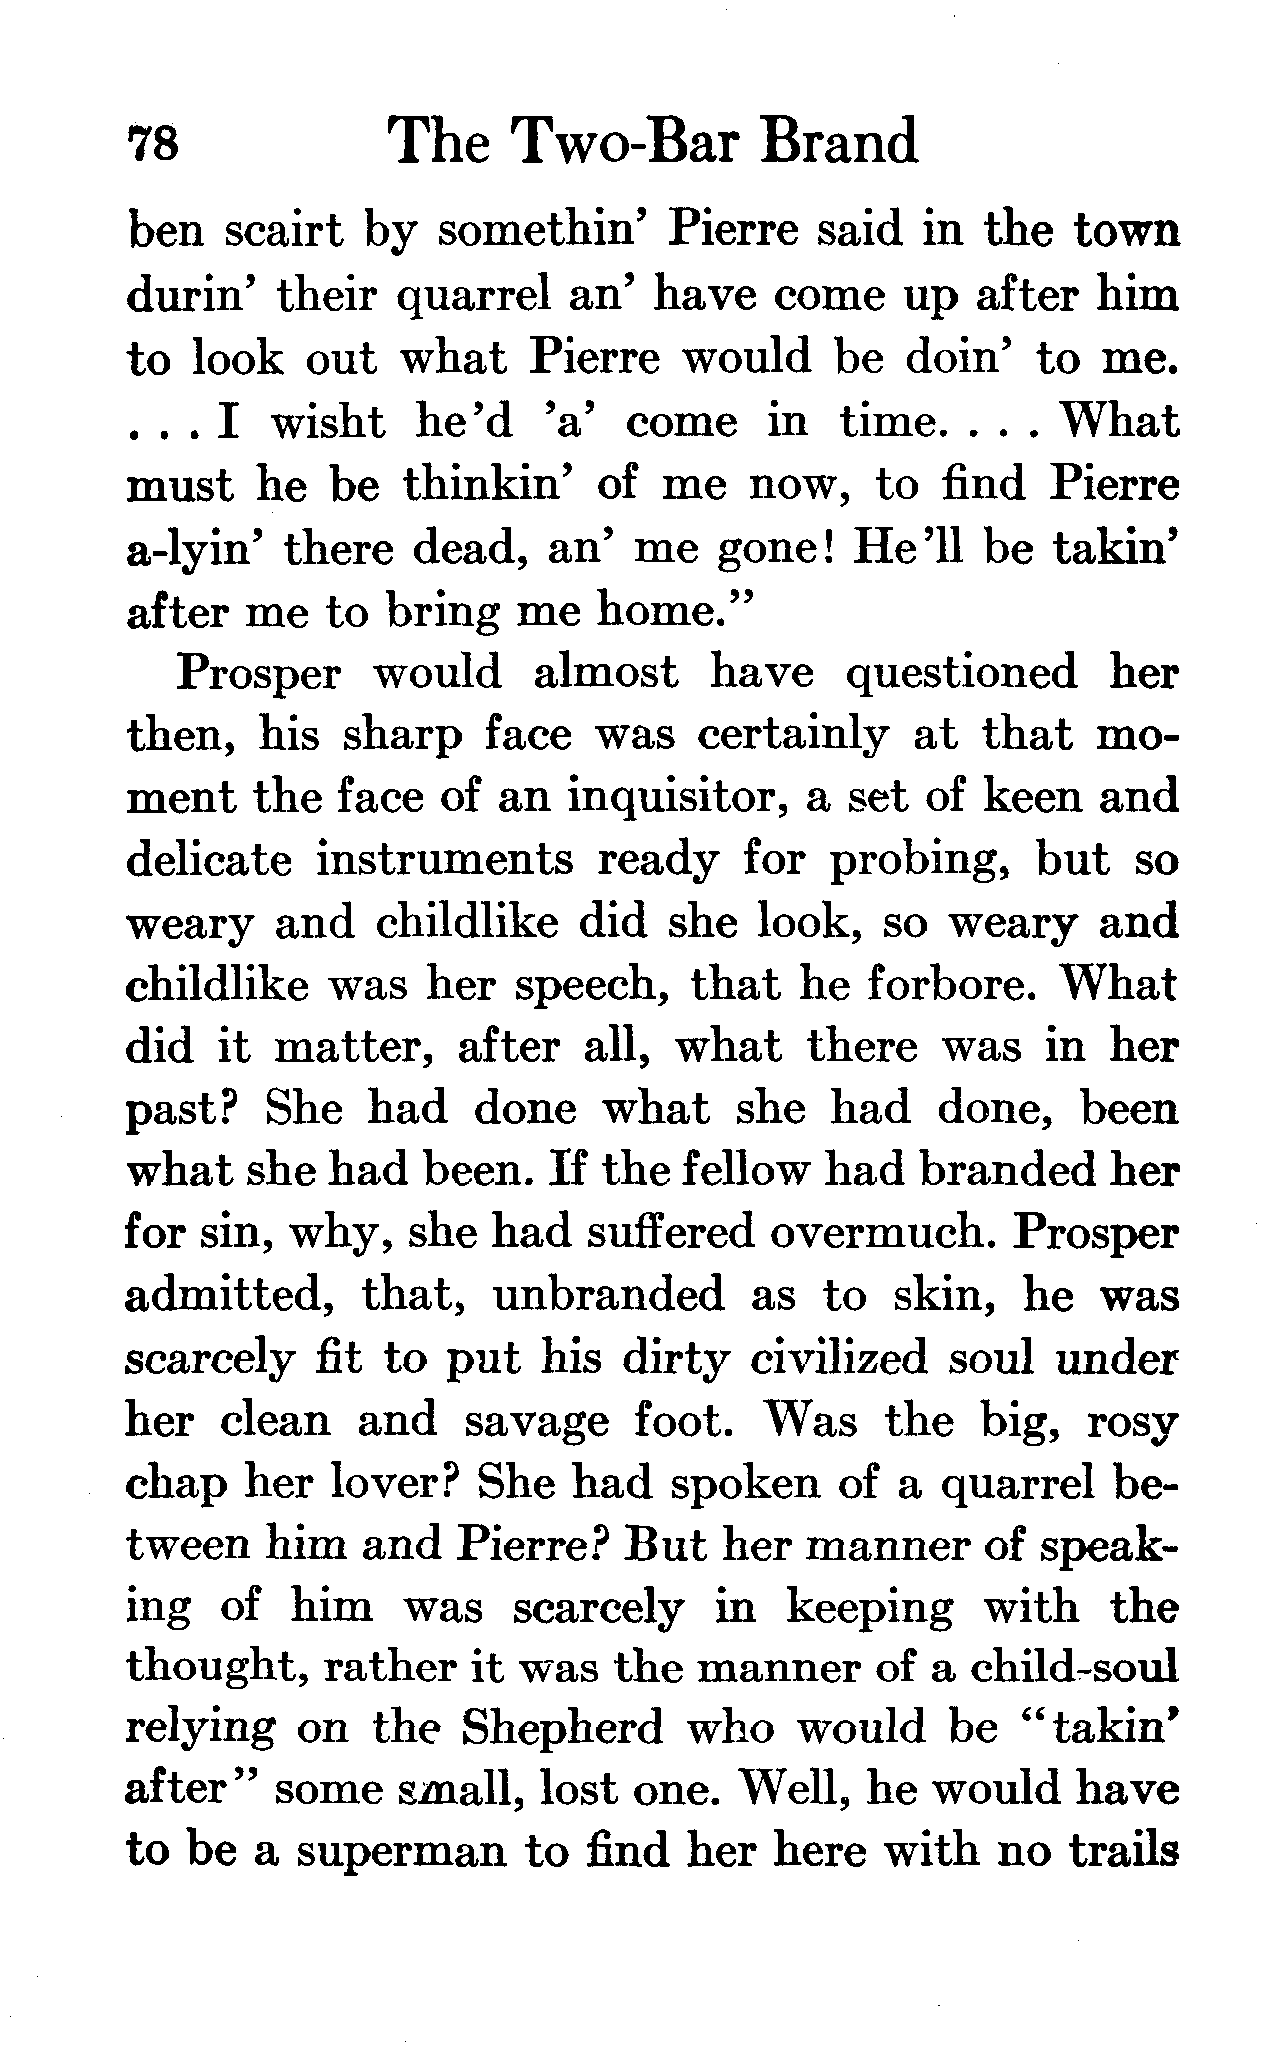 78 The Two-Bar Brand
ben scairt by somethin' Pierre said in the town
durin' their quarrel an' have come up after him
to look out what Pierre would be doin' to me.
. . . I wisht he'd 'a' come in time. . . . What
must he be thinkin' of me now, to find Pierre
a-lyin' there dead, an' me gone! He'll be takin'
after me to bring me home."
Prosper would almost have questioned her
then, his sharp face was certainly at that mo-
ment the face of an inquisitor, a set of keen and
delicate instruments ready for probing, but so
weary and childlike did she look, so weary and
childlike was her speech, that he forbore. What
did it matter, after all, what there was in her
past? She had done what she had done, been
what she had been. If the fellow had branded her
for sin, why, she had suffered overmuch. Prosper
admitted, that, unbranded as to skin, he was
scarcely fit to put his dirty civilized soul under
her clean and savage foot. Was the big, rosy
chap her lover? She had spoken of a quarrel be-
tween him and Pierre? But her manner of speak-
ing of him was scarcely in keeping with the
thought, rather it was the manner of a child-soul
relying on the Shepherd who would be "takin'
after" some small, lost one. Well, he would have
to be a superman to find her here with no trails